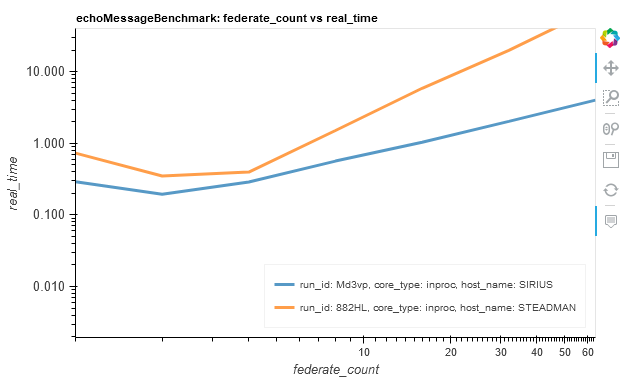 echoMessageBenchmark: federate_count vs real_time
10.000
1.000
0.100
0.010
real_time
run_id: Md3vp, core_type: inproc, host_name: SIRIUS
run_id: 882HL, core_type: inproc, host_name: STEADMAN
10 20 30 40 50 60
federate_count